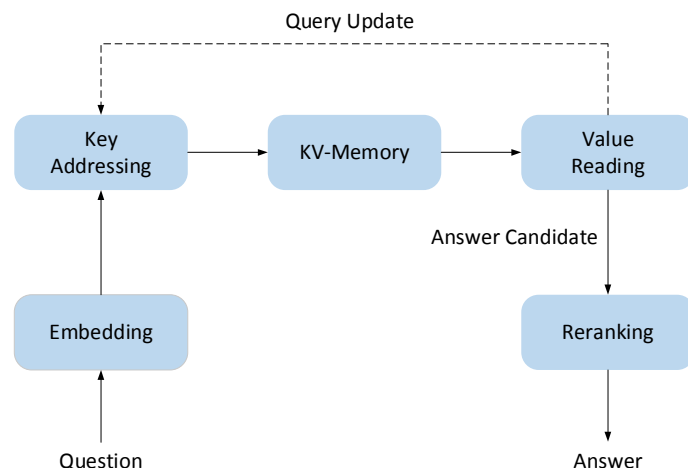 Query Update
Key
Addressing
KV-Memory
Value
Reading
Answer Candidate
Embedding
Reranking
Question
Answer